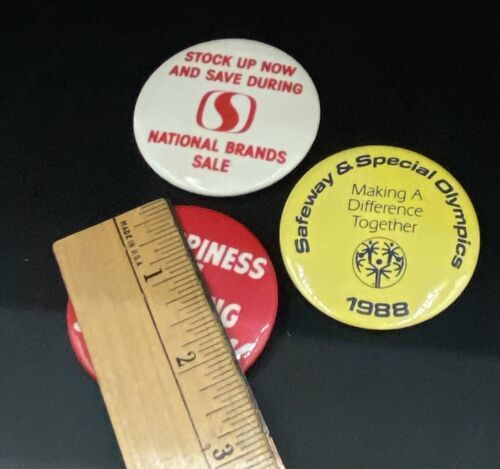 STOCK UP NOW
AND SAVE DURING
NATIONAL BRANDS
SALE
Safeway & Special Olympics
Making A
Difference
Together
1988
MADE IN U.S.A.
1
2
3